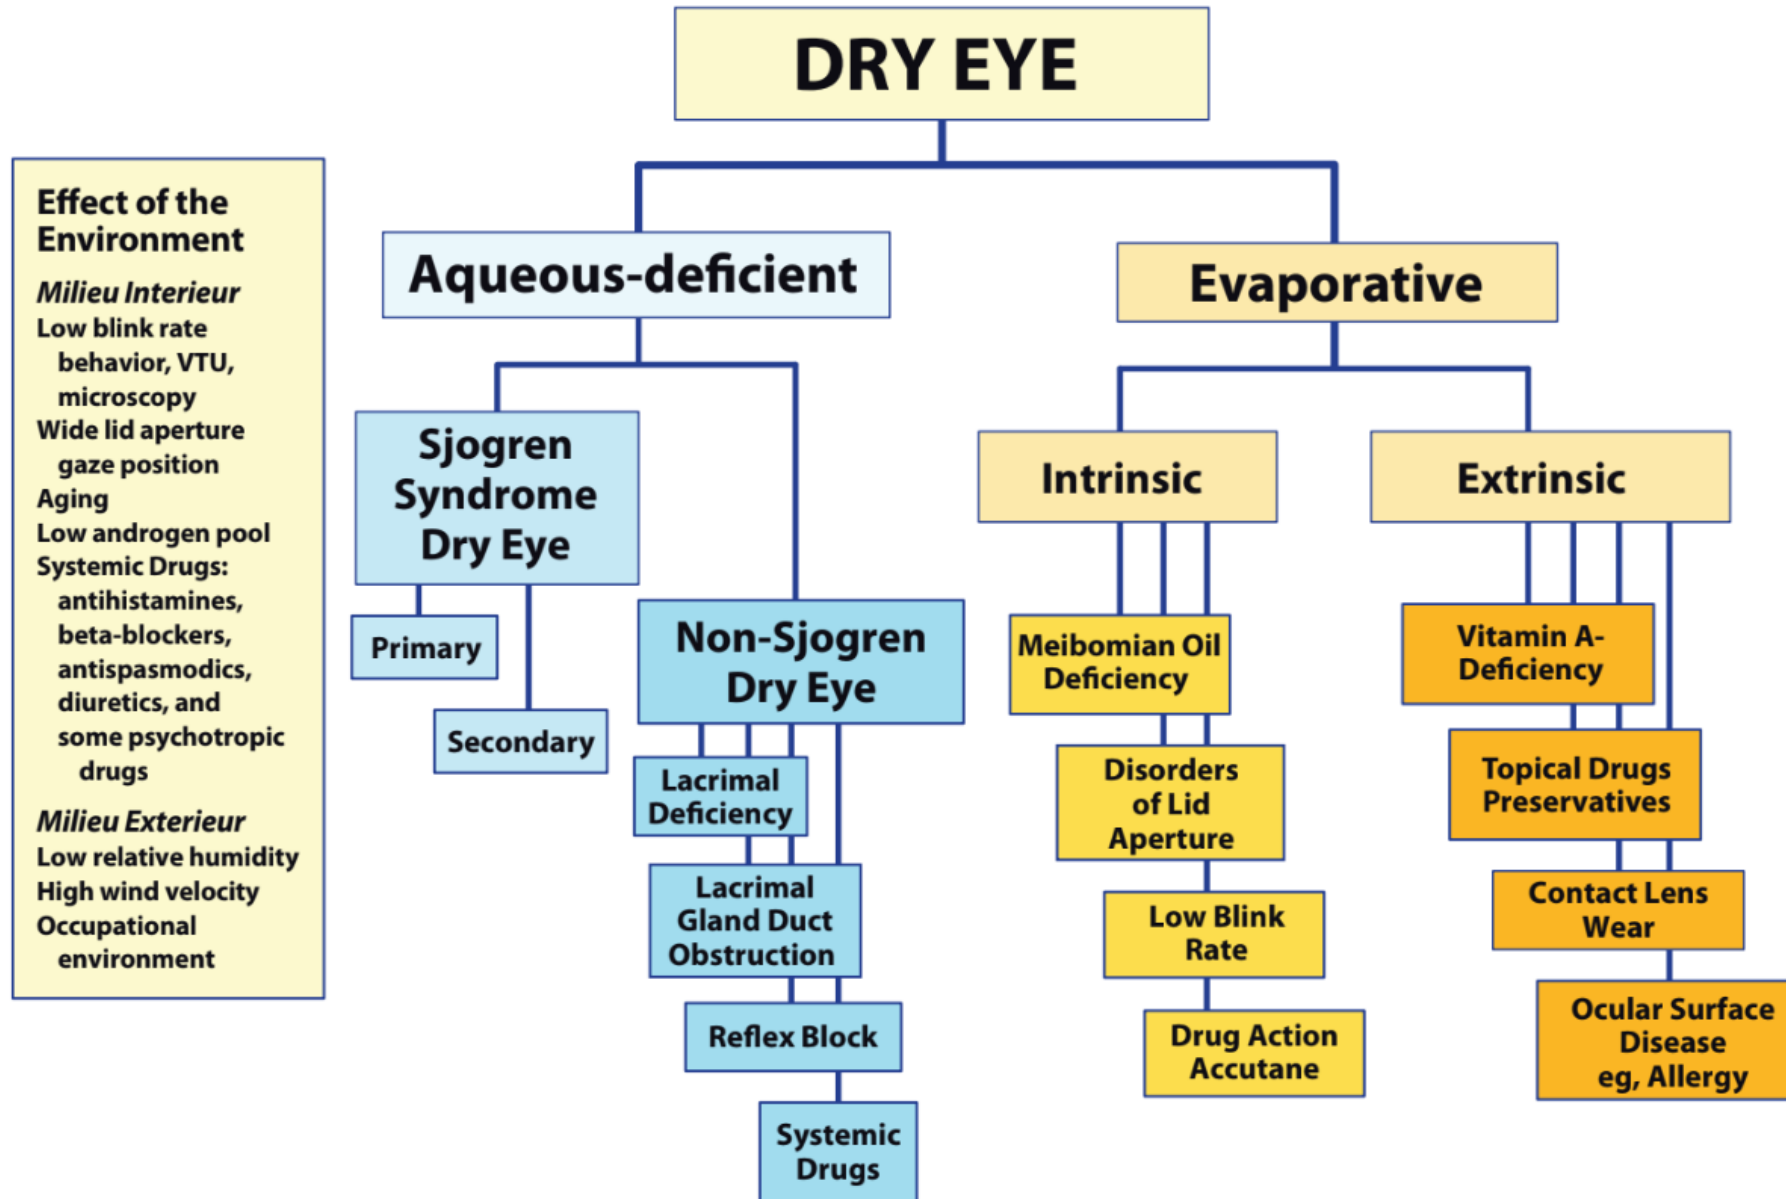 DRY EYE
Effect of the
Environment
Milieu Interieur
Low blink rate
behavior, VTU,
microscopy
Wide lid aperture
gaze position
Aging
Low androgen pool
Systemic Drugs:
antihistamines,
beta-blockers,
antispasmodics,
diuretics, and
some psychotropic
drugs
Milieu Exterieur
Low relative humidity
High wind velocity
Occupational
environment
Aqueous-deficient
Sjogren
Syndrome
Dry Eye
Primary
Secondary
Non-Sjogren
Dry Eye
Lacrimal
Deficiency
Lacrimal
Gland Duct
Obstruction
Reflex Block
Systemic
Drugs
Evaporative
Intrinsic
Meibomian Oil
Deficiency
Disorders
of Lid
Aperture
Low Blink
Rate
Drug Action
Accutane
Extrinsic
Vitamin A-
Deficiency
Topical Drugs
Preservatives
Contact Lens
Wear
Ocular Surface
Disease
eg, Allergy